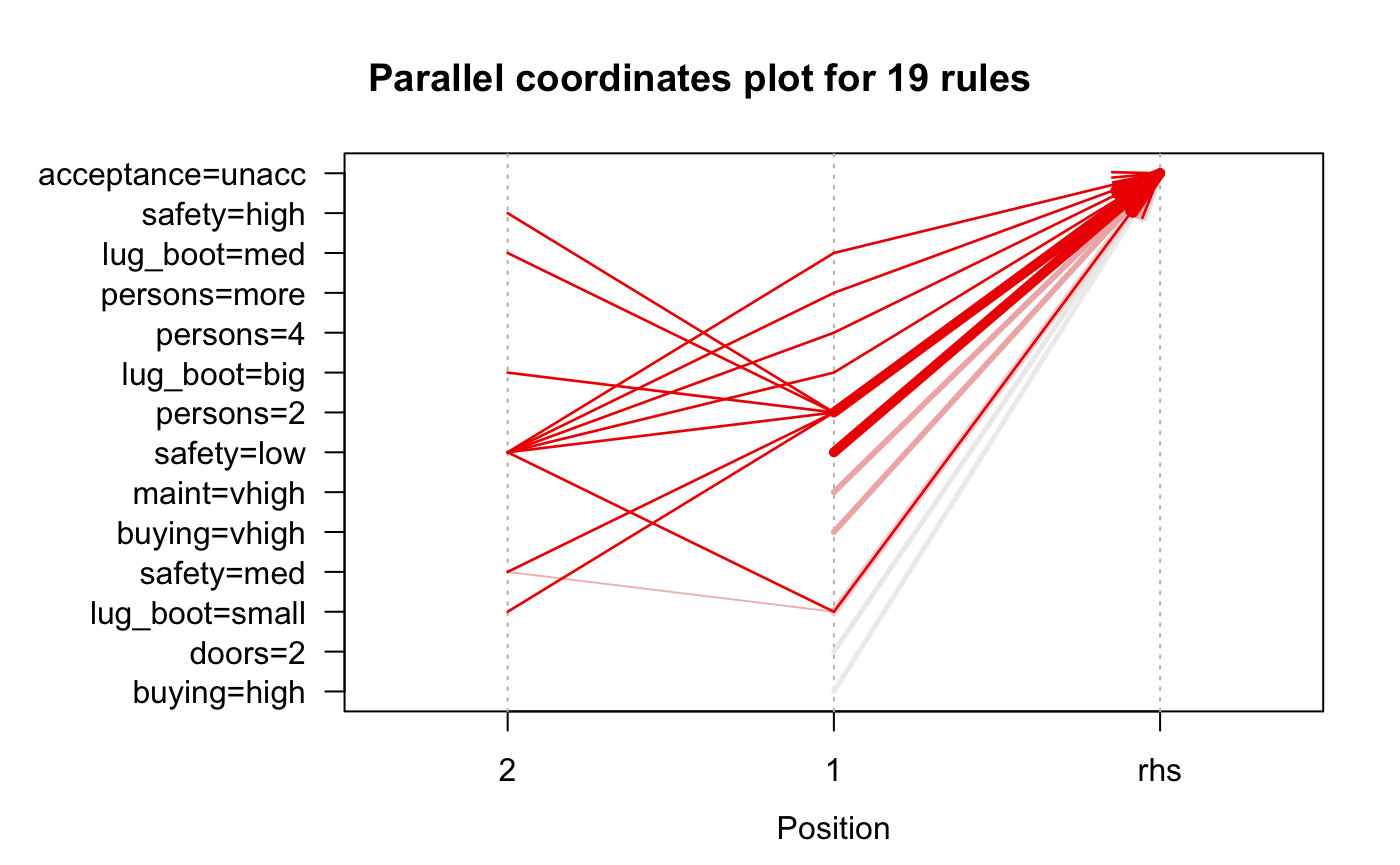 Parallel coordinates plot for 19 rules
acceptance=unacc
safety=high
lug_boot=med
persons=more
persons=4
lug_boot=big
persons=2
safety=low
maint=vhigh
buying=vhigh
safety=med
lug_boot=small
doors=2
buying=high
2 1 rhs
Position